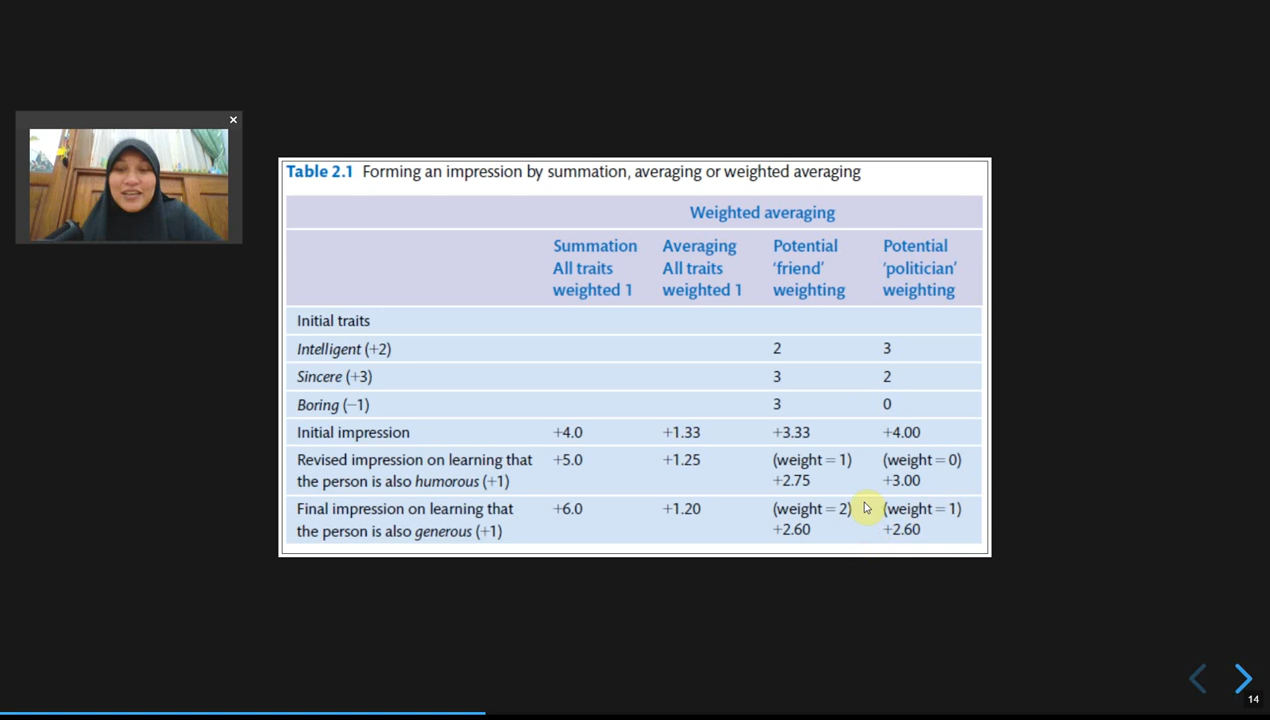 Table 2.1 Forming an impression by summation, averaging or weighted averaging
Weighted averaging
Summation Averaging Potential Potential
All traits All traits ‘friend’ ‘politician’
weighted 1 weighted 1 weighting weighting
Initial traits
Intelligent (+2) 2 3
Sincere (+3) 3 2
Boring (−1) 3 0
Initial impression +4.0 +1.33 +3.33 +4.00
Revised impression on learning that +5.0 +1.25 (weight = 1) (weight = 0)
the person is also humorous (+1) +2.75 +3.00
Final impression on learning that +6.0 +1.20 (weight = 2) (weight = 1)
the person is also generous (+1) +2.60 +2.60
14